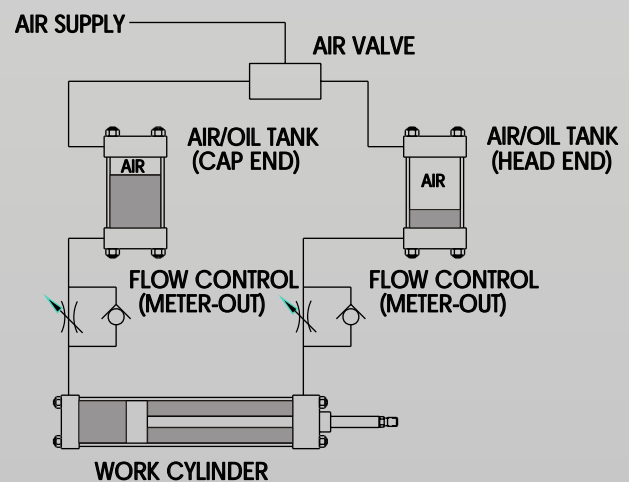 AIR SUPPLY
AIR VALVE
AIR/OIL TANK
(CAP END)
AIR
AIR/OIL TANK
(HEAD END)
AIR
FLOW CONTROL
(METER-OUT)
FLOW CONTROL
(METER-OUT)
WORK CYLINDER